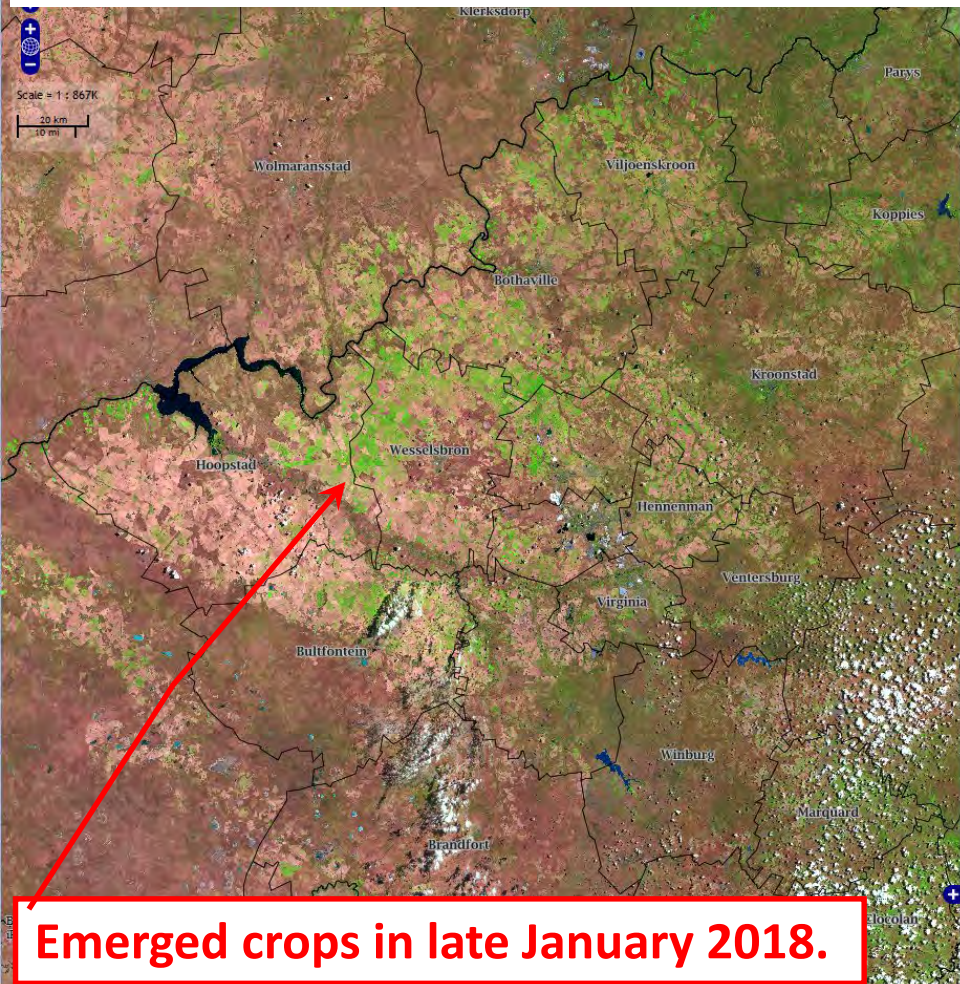 Klerksdorp
+
−
Parys
Scale = 1 : 867K
20 km
10 mi
Wolmaransstad
Viljoenskroon
Koppies
Bothaville
Kroonstad
Wesselsbron
Hoopstad
Hennenman
Ventersburg
Virginia
Bultfontein
Winburg
Marquard
Brandfort
+
Emerged crops in late January 2018.